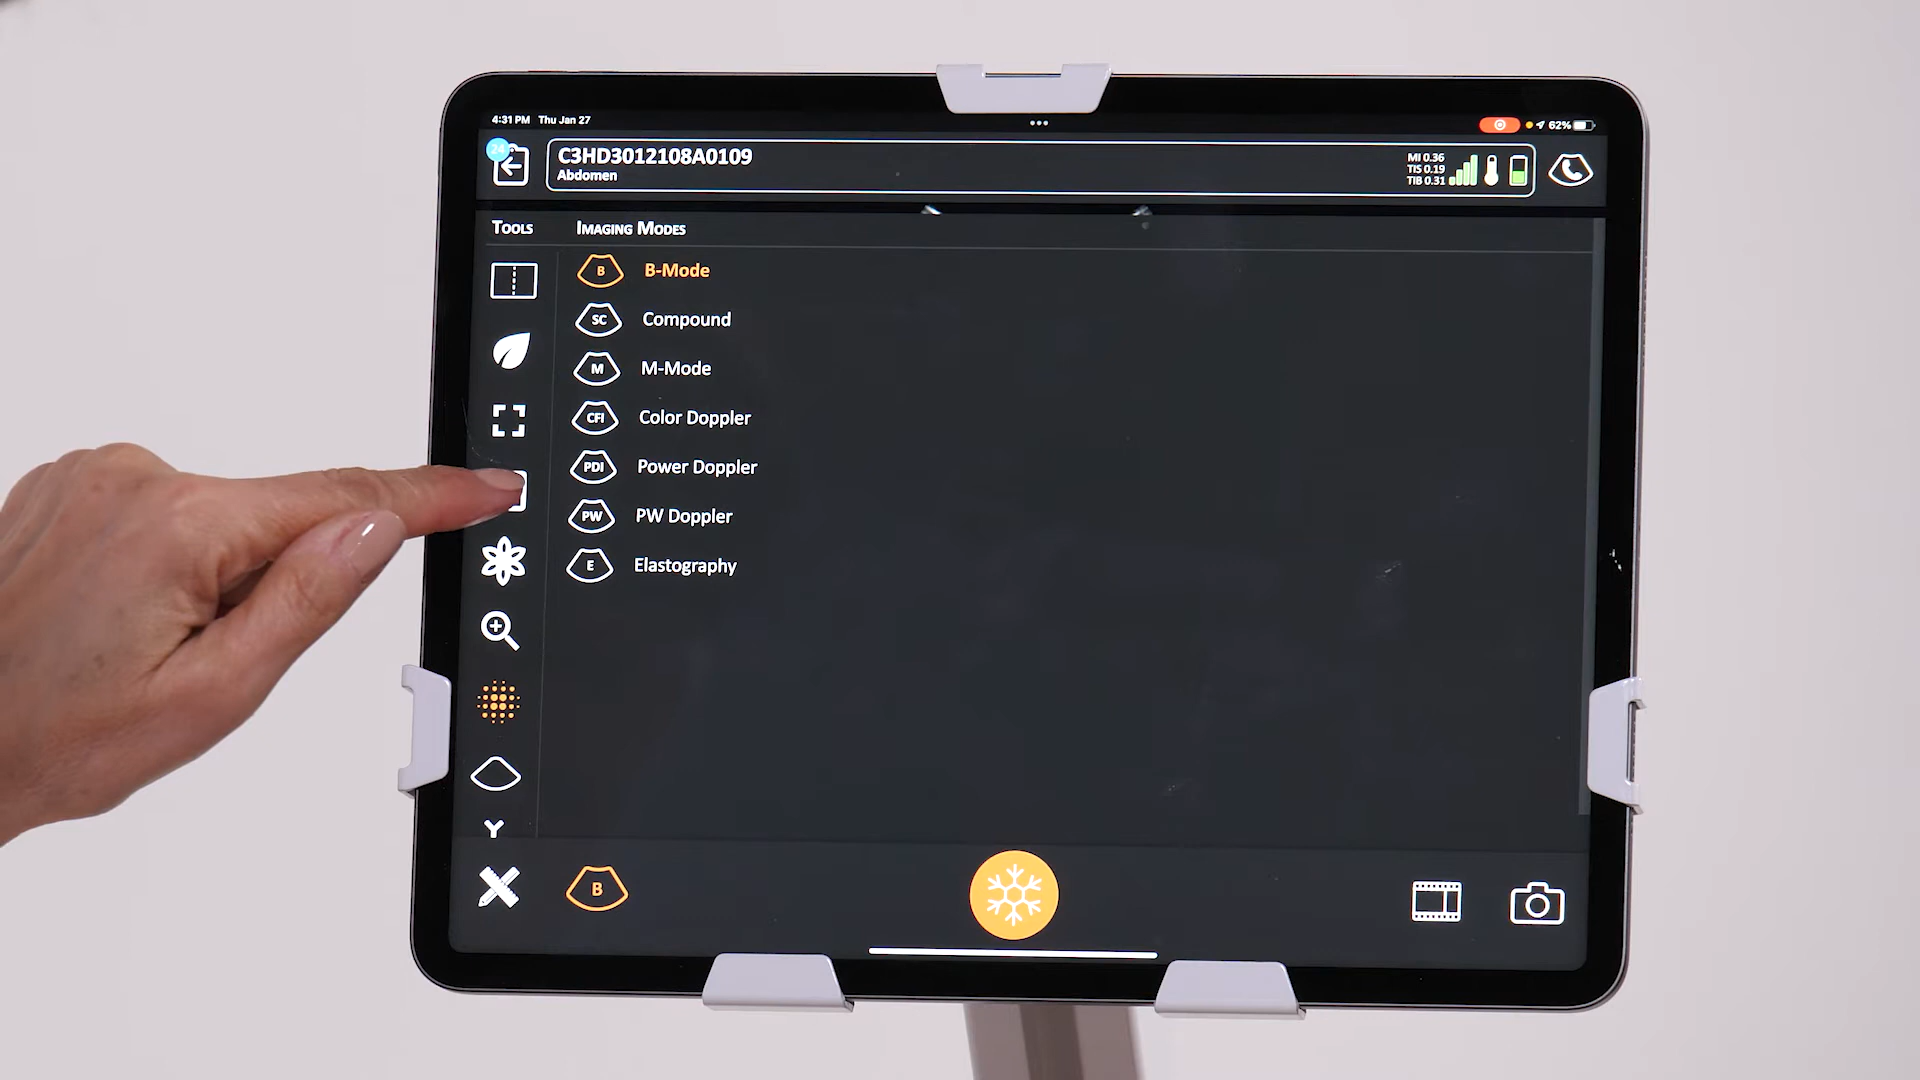 4:31 PM Thu Jan 27
62%
24
C3HD3012108A0109
Abdomen
MI 0.36
TIS 0.19
TIB 0.31
TOOLS
IMAGING MODES
B B-Mode
SC Compound
M M-Mode
CFI Color Doppler
PDI Power Doppler
PW PW Doppler
E Elastography
B